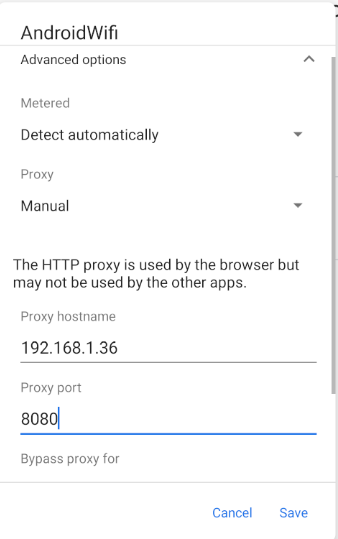 AndroidWifi
Advanced options
Metered
Detect automatically
Proxy
Manual
The HTTP proxy is used by the browser but
may not be used by the other apps.
Proxy hostname
192.168.1.36
Proxy port
8080
Bypass proxy for
Cancel Save